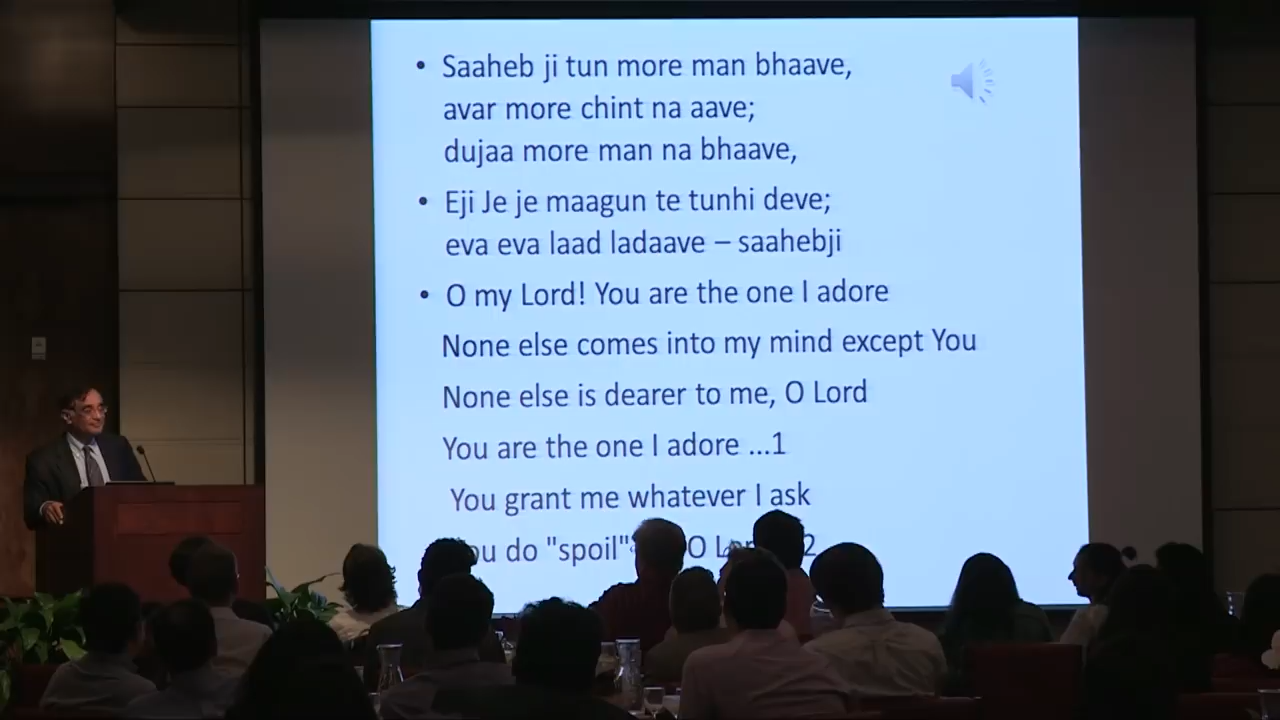 • Saaheb ji tun more man bhaave,
avar more chint na aave;
dujaa more man na bhaave,
• Eji Je je maagun te tunhi deve;
eva eva laad ladaave – saahebji
• O my Lord! You are the one I adore
None else comes into my mind except You
None else is dearer to me, O Lord
You are the one I adore ...1
You grant me whatever I ask
do "spoil" O 2